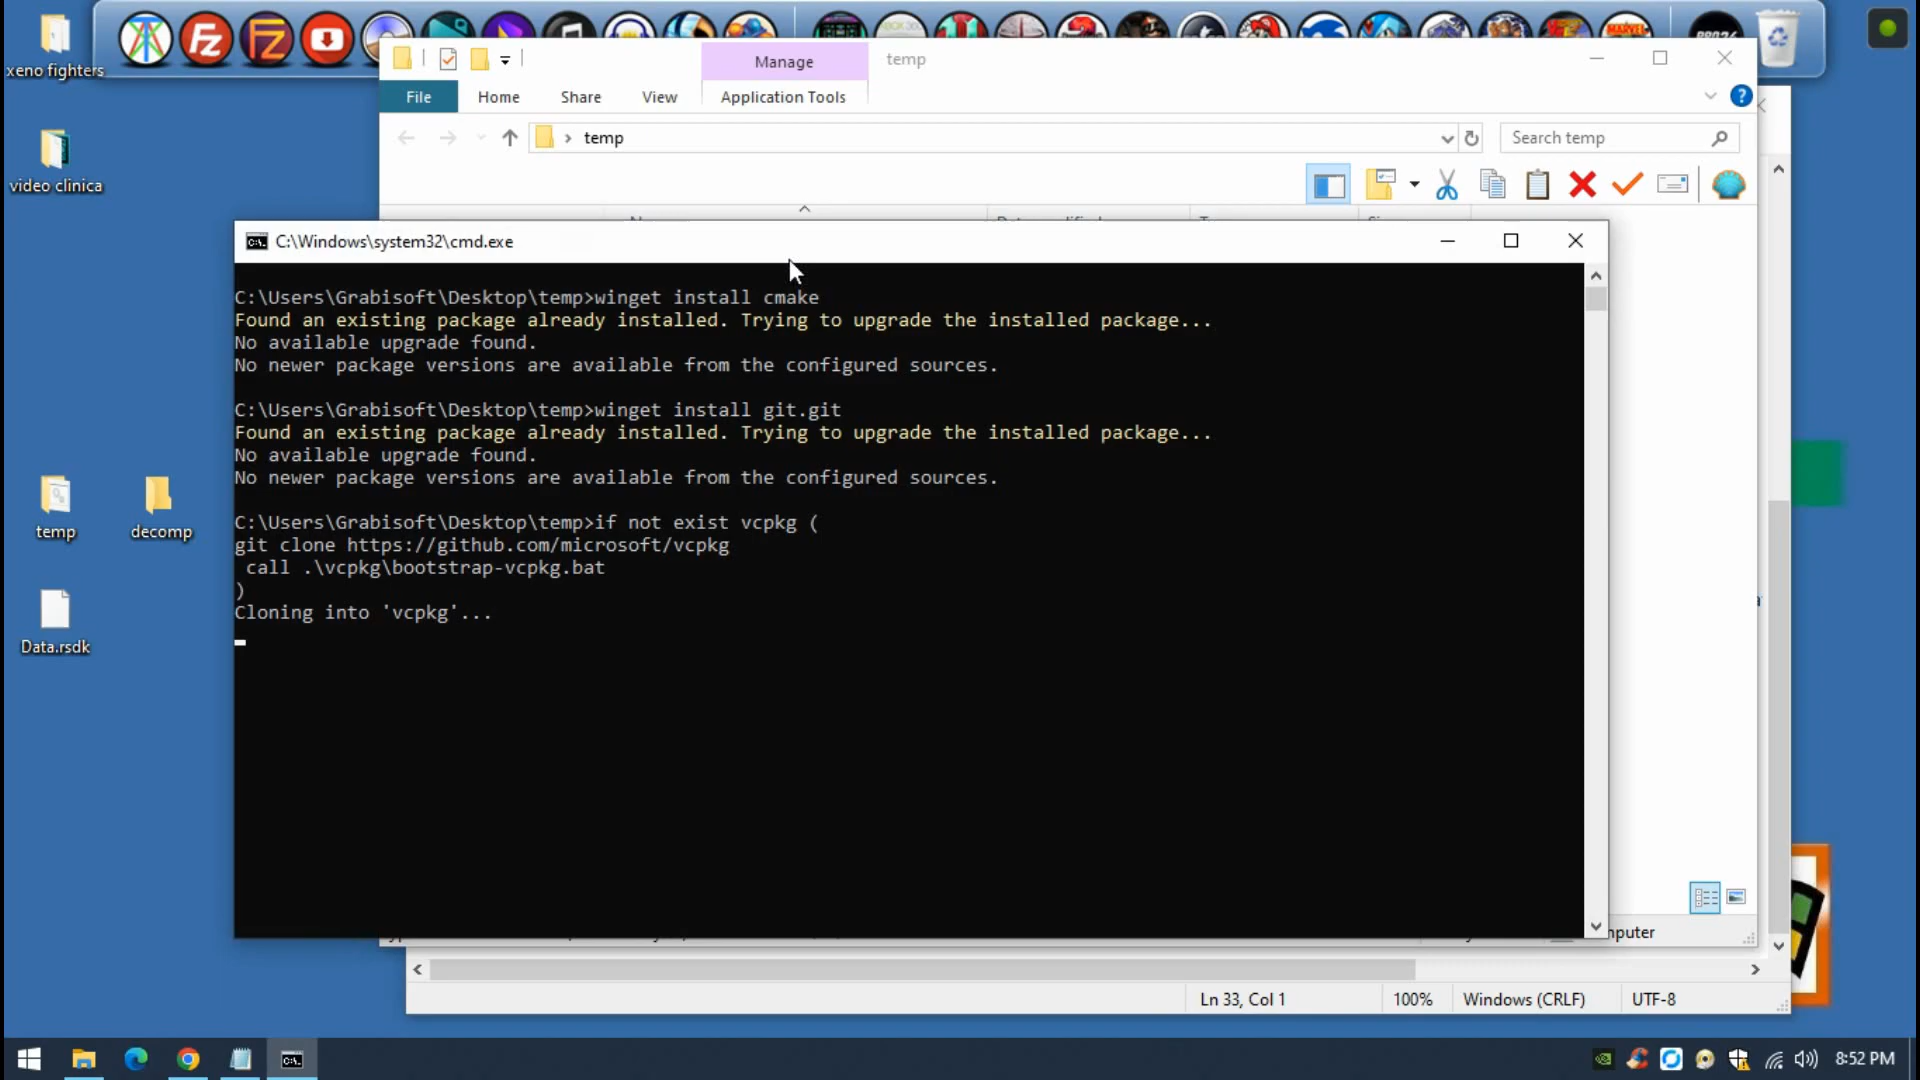 xeno fighters
video clinica
temp
decomp
Data.rsdk
Manage
temp
File
Home
Share
View
Application Tools
temp
Search temp
C:\Windows\system32\cmd.exe
C:\Users\Grabisoft\Desktop\temp>winget install cmake
Found an existing package already installed. Trying to upgrade the installed package...
No available upgrade found.
No newer package versions are available from the configured sources.
C:\Users\Grabisoft\Desktop\temp>winget install git.git
Found an existing package already installed. Trying to upgrade the installed package...
No available upgrade found.
No newer package versions are available from the configured sources.
C:\Users\Grabisoft\Desktop\temp>if not exist vcpkg (
git clone https://github.com/microsoft/vcpkg
call .\vcpkg\bootstrap-vcpkg.bat
)
Cloning into 'vcpkg'...
Ln 33, Col 1
100%
Windows (CRLF)
UTF-8
8:52 PM